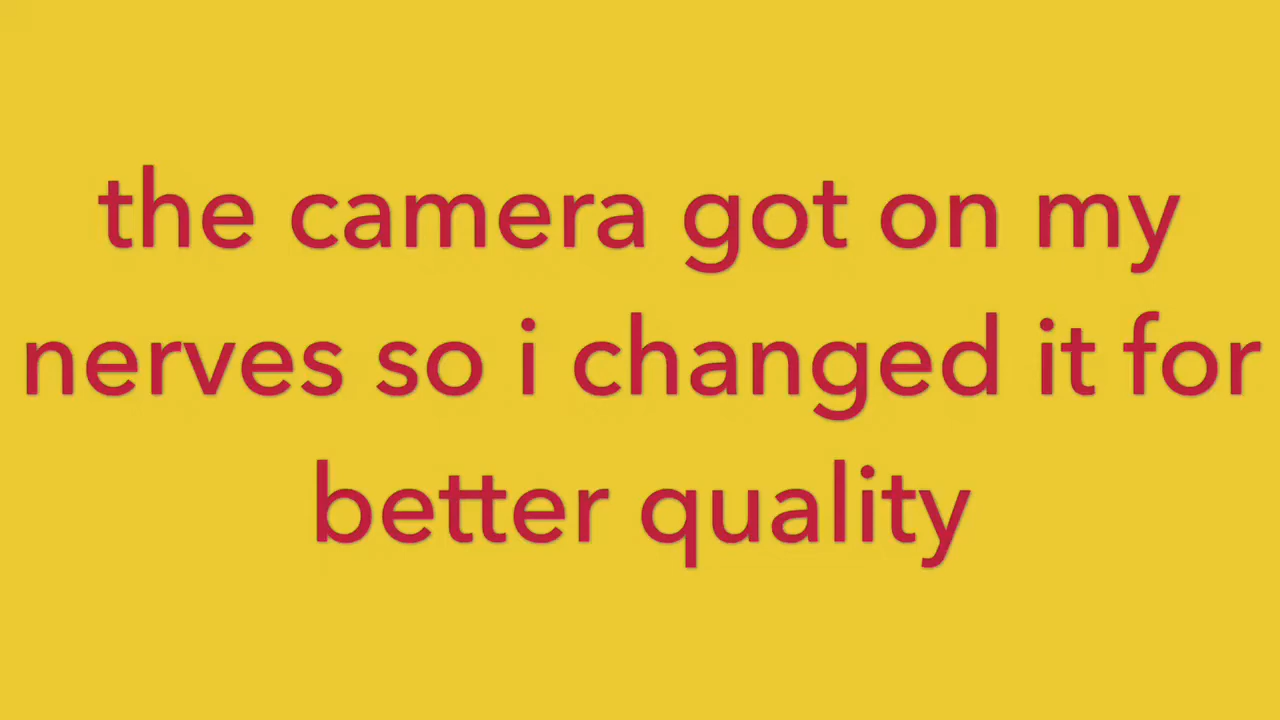 the camera got on my
nerves so i changed it for
better quality